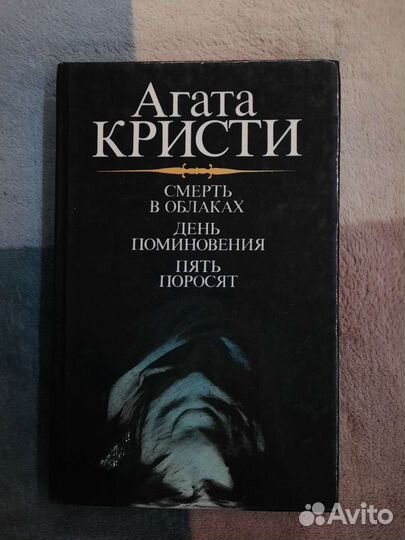 Агата
КРИСТИ
СМЕРТЬ
В ОБЛАКАХ
ДЕНЬ
ПОМИНОВЕНИЯ
ПЯТЬ
ПОРОСЯТ
Avito